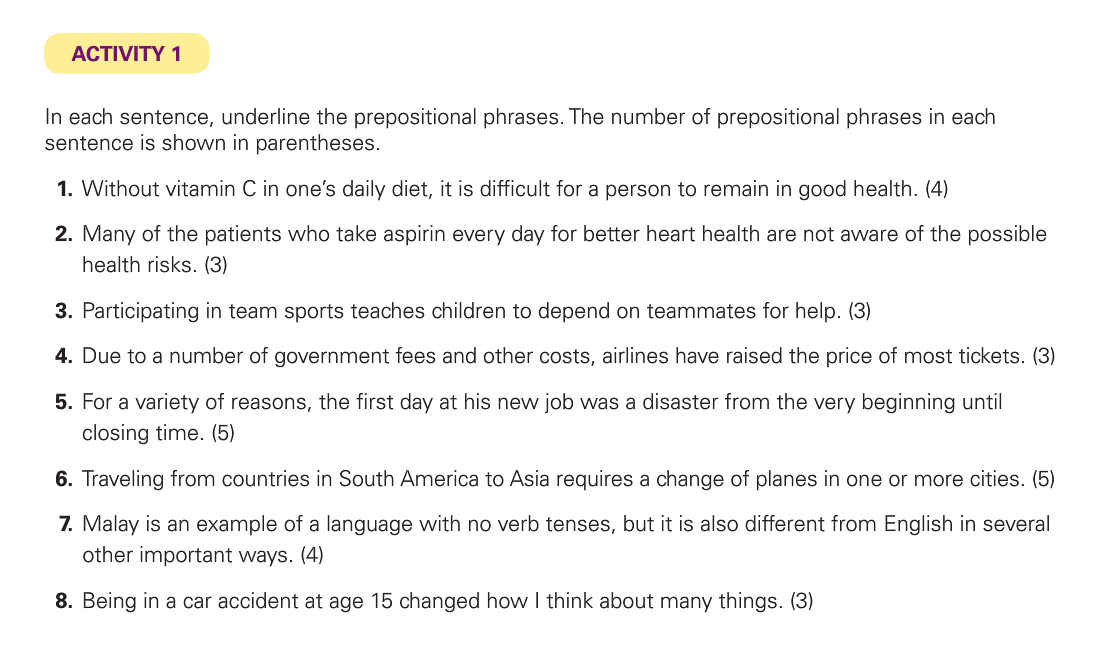 ACTIVITY 1
In each sentence, underline the prepositional phrases. The number of prepositional phrases in each
sentence is shown in parentheses.
1. Without vitamin C in one’s daily diet, it is difficult for a person to remain in good health. (4)
2. Many of the patients who take aspirin every day for better heart health are not aware of the possible
health risks. (3)
3. Participating in team sports teaches children to depend on teammates for help. (3)
4. Due to a number of government fees and other costs, airlines have raised the price of most tickets. (3)
5. For a variety of reasons, the first day at his new job was a disaster from the very beginning until
closing time. (5)
6. Traveling from countries in South America to Asia requires a change of planes in one or more cities. (5)
7. Malay is an example of a language with no verb tenses, but it is also different from English in several
other important ways. (4)
8. Being in a car accident at age 15 changed how I think about many things. (3)